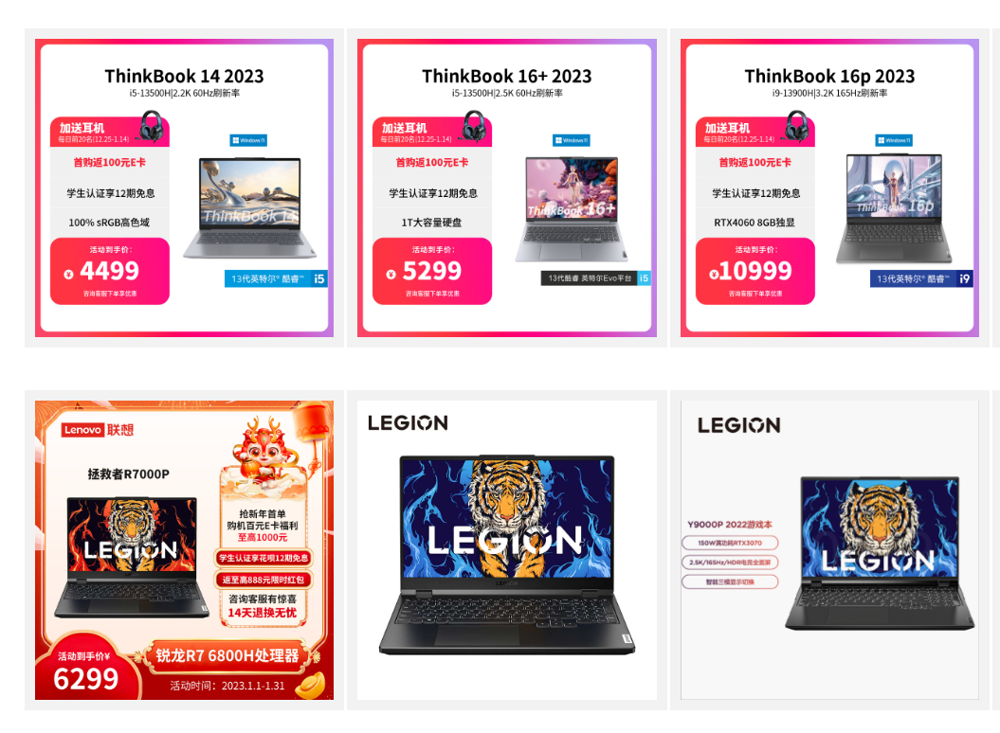 ThinkBook 14 2023
i5-13500H|2.2K 60Hz刷新率
加送耳机
每日前20名(12.25-1.14)
首购返100元E卡
学生认证享12期免息
100% sRGB高色域
活动到手价:
¥ 4499
咨询客服下单享优惠
Windows 11
ThinkBook 14
13代英特尔® 酷睿™ i5
ThinkBook 16+ 2023
i5-13500H|2.5K 60Hz刷新率
加送耳机
每日前20名(12.25-1.14)
首购返100元E卡
学生认证享12期免息
1T大容量硬盘
活动到手价:
¥ 5299
咨询客服下单享优惠
Windows 11
ThinkBook 16+
13代酷睿 英特尔Evo平台 i5
ThinkBook 16p 2023
i9-13900H|3.2K 165Hz刷新率
加送耳机
每日前20名(12.25-1.14)
首购返100元E卡
学生认证享12期免息
RTX4060 8GB独显
活动到手价:
¥10999
咨询客服下单享优惠
Windows 11
ThinkBook 16p
13代英特尔® 酷睿™ i9
Lenovo 联想
拯救者R7000P
LEGION
抢新年首单
购机百元E卡福利
至高1000元
学生认证享花呗12期免息
返至高888元限时红包
咨询客服有惊喜
14天退换无忧
活动到手价¥
6299
锐龙R7 6800H处理器
活动时间：2023.1.1-1.31
LEGION
LEGION
LEGION
Y9000P 2022游戏本
150W满功耗RTX3070
2.5K/165Hz/HDR电竞全面屏
智能三模显示切换
LEGION